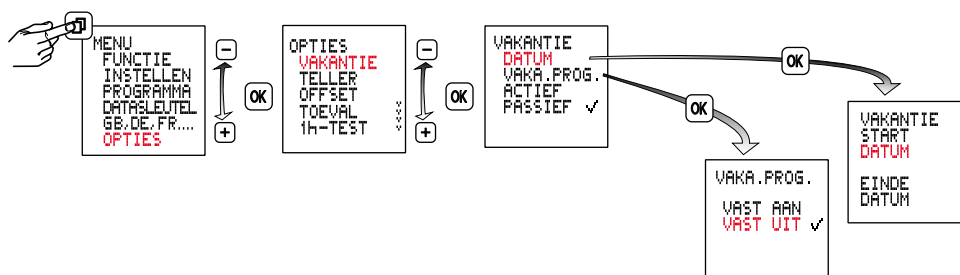 MENU
FUNCTIE
INSTELLEN
PROGRAMMA
DATASLEUTEL
GB,DE,FR....
OPTIES
−
+
OK
OPTIES
VAKANTIE
TELLER
OFFSET
TOEVAL
1h-TEST
−
+
OK
VAKANTIE
DATUM
VAKA.PROG.
ACTIEF
PASSIEF ✓
OK
OK
VAKA.PROG.
VAST AAN
VAST UIT ✓
VAKANTIE
START
DATUM
EINDE
DATUM